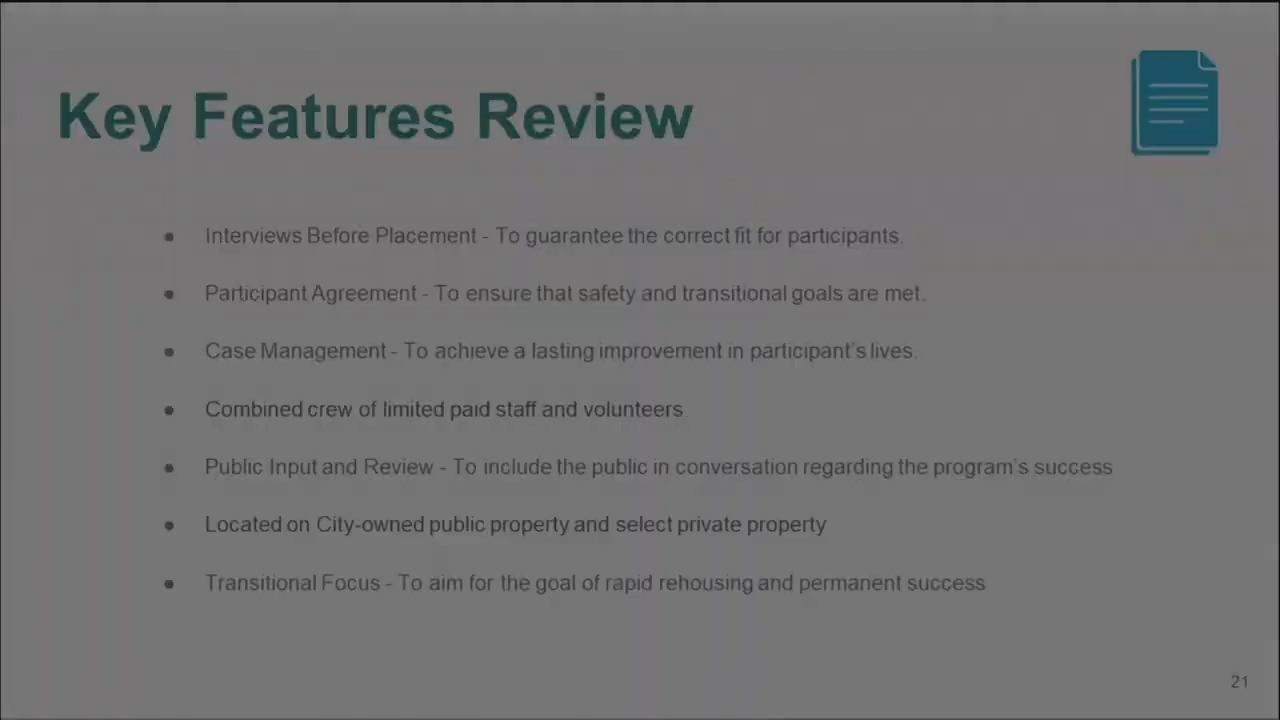 Key Features Review
● Interviews Before Placement - To guarantee the correct fit for participants.
● Participant Agreement - To ensure that safety and transitional goals are met.
● Case Management - To achieve a lasting improvement in participant's lives.
● Combined crew of limited paid staff and volunteers
● Public Input and Review - To include the public in conversation regarding the program's success
● Located on City-owned public property and select private property
● Transitional Focus - To aim for the goal of rapid rehousing and permanent success
21